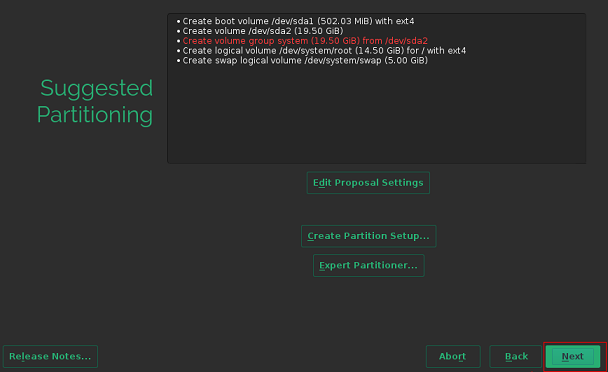 Suggested
Partitioning
• Create boot volume /dev/sda1 (502.03 MiB) with ext4
• Create volume /dev/sda2 (19.50 GiB)
• Create volume group system (19.50 GiB) from /dev/sda2
• Create logical volume /dev/system/root (14.50 GiB) for / with ext4
• Create swap logical volume /dev/system/swap (5.00 GiB)
Edit Proposal Settings
Create Partition Setup...
Expert Partitioner...
Release Notes... Abort Back Next